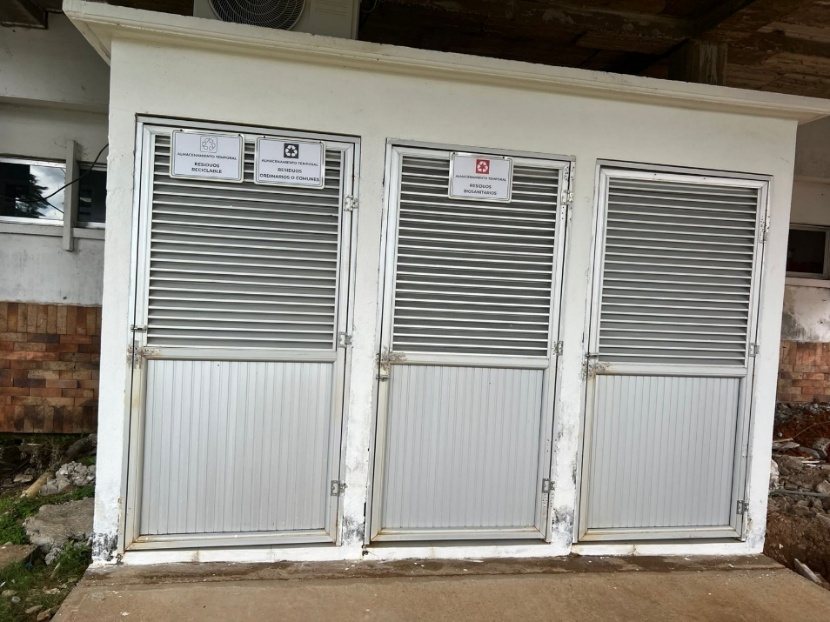 ALMACENAMIENTO TEMPORAL
RESIDUOS
RECICLABLE
ALMACENAMIENTO TEMPORAL
RESIDUOS
ORDINARIOS O COMUNES
ALMACENAMIENTO TEMPORAL
RESIDUOS
BIOSANITARIOS